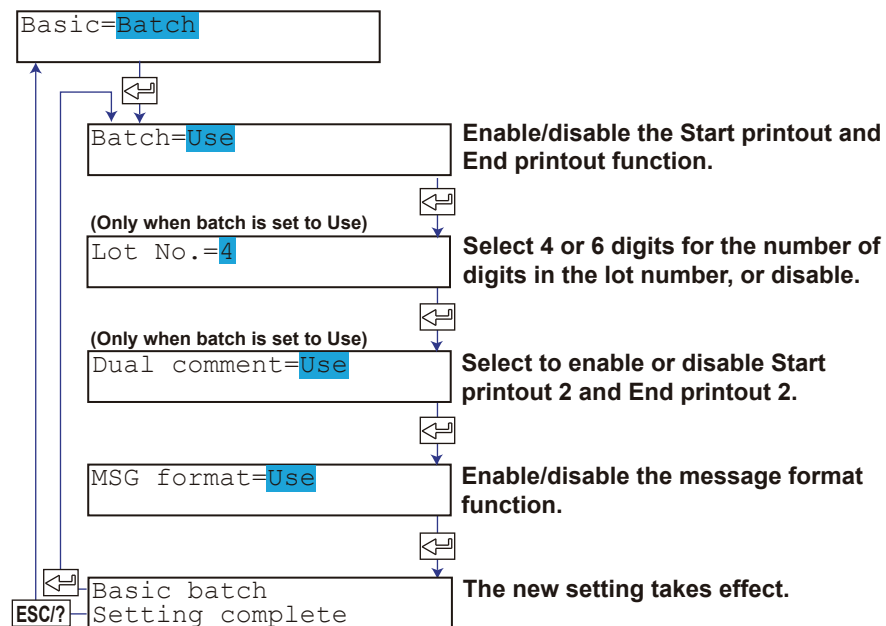 Basic=Batch
Batch=Use
Enable/disable the Start printout and
End printout function.
(Only when batch is set to Use)
Lot No.=4
Select 4 or 6 digits for the number of
digits in the lot number, or disable.
(Only when batch is set to Use)
Dual comment=Use
Select to enable or disable Start
printout 2 and End printout 2.
MSG format=Use
Enable/disable the message format
function.
Basic batch
Setting complete
The new setting takes effect.
ESC/?